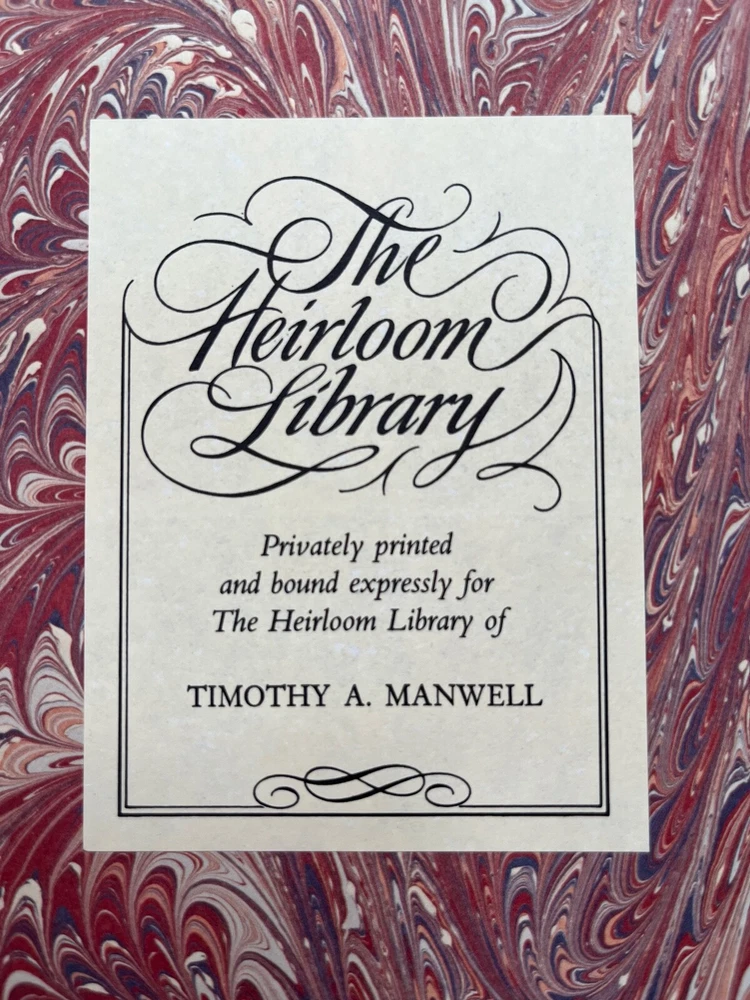 The
Heirloom
Library
Privately printed
and bound expressly for
The Heirloom Library of
TIMOTHY A. MANWELL